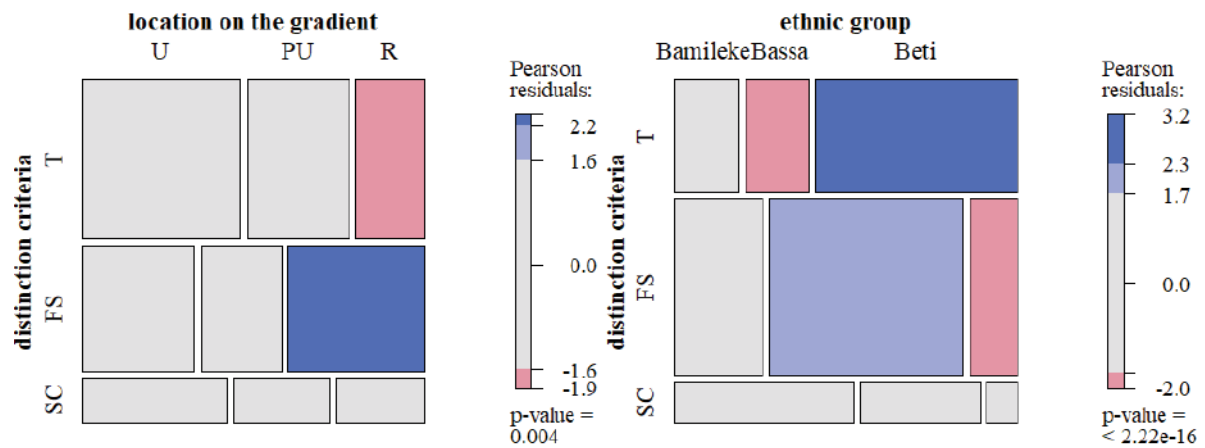 location on the gradient
U PU R
distinction criteria
T
FS
SC
Pearson
residuals:
2.2
1.6
0.0
-1.6
-1.9
p-value =
0.004
ethnic group
Bamileke Bassa Beti
distinction criteria
T
FS
SC
Pearson
residuals:
3.2
2.3
1.7
0.0
-2.0
p-value =
< 2.22e-16